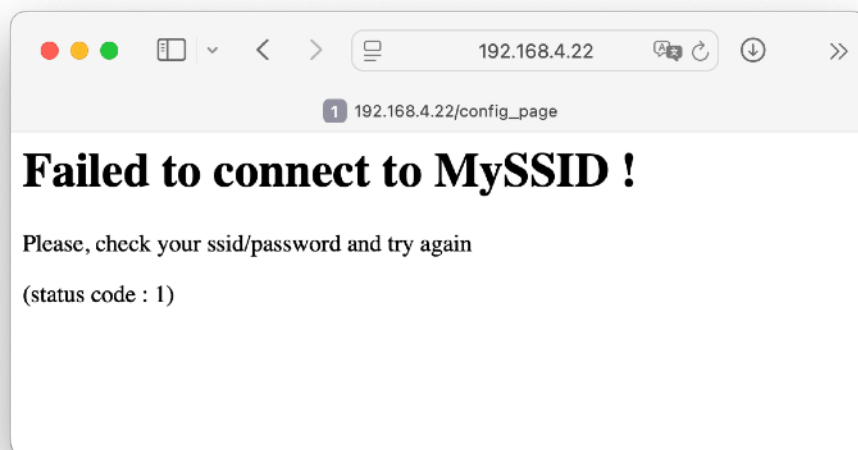 192.168.4.22
1 192.168.4.22/config_page
Failed to connect to MySSID !
Please, check your ssid/password and try again
(status code : 1)